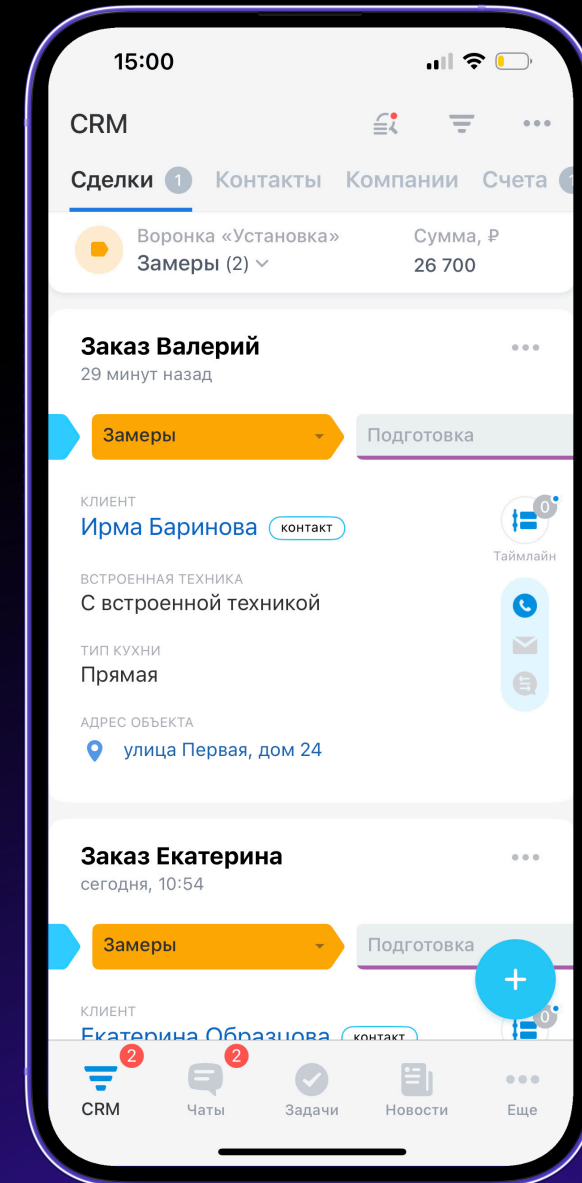 15:00
CRM
Сделки 1 Контакты Компании Счета
Воронка «Установка» Сумма, ₽
Замеры (2) 26 700
Заказ Валерий
29 минут назад
Замеры Подготовка
КЛИЕНТ
Ирма Баринова контакт
0
Таймлайн
ВСТРОЕННАЯ ТЕХНИКА
С встроенной техникой
ТИП КУХНИ
Прямая
АДРЕС ОБЪЕКТА
улица Первая, дом 24
Заказ Екатерина
сегодня, 10:54
Замеры Подготовка
+
КЛИЕНТ
Екатерина Образцова контакт
0
2 2
CRM Чаты Задачи Новости Еще